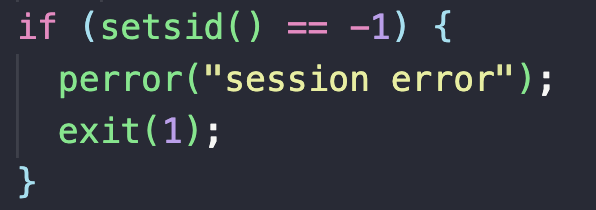 if (setsid() == -1) {
  perror("session error");
  exit(1);
}